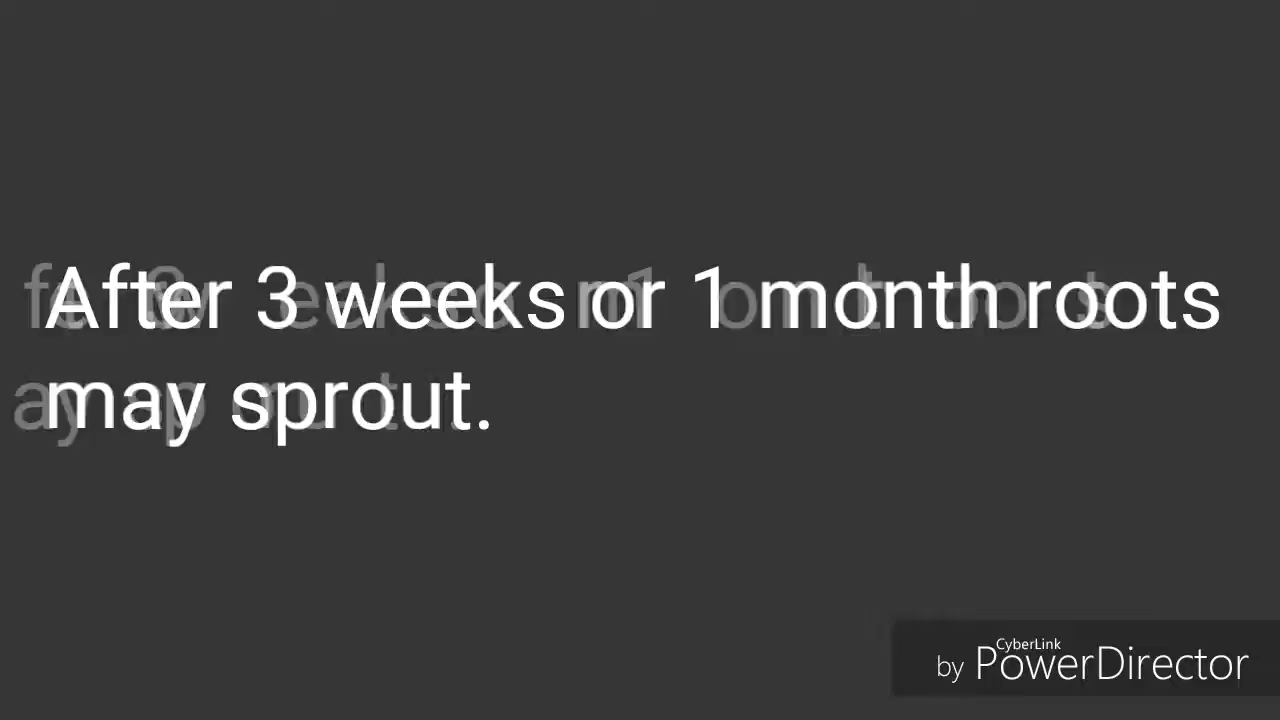 After 3 weeks or 1 month roots
may sprout.
CyberLink
by PowerDirector